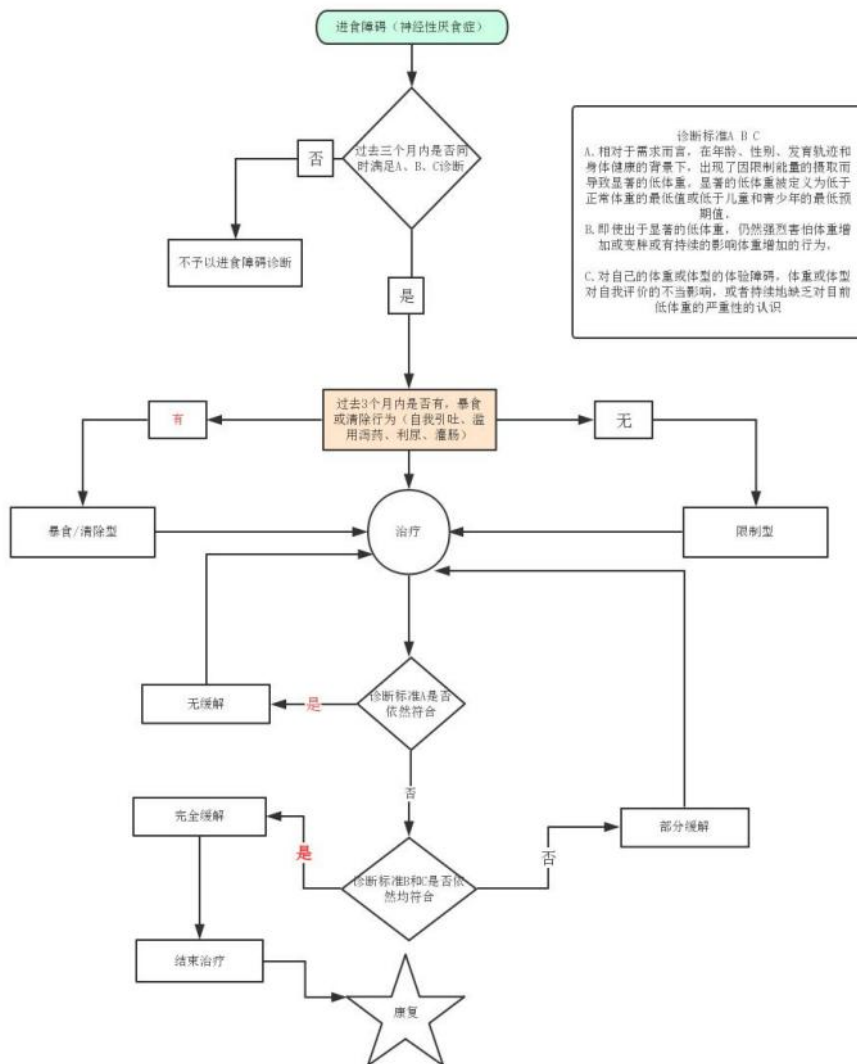 进食障碍（神经性厌食症）
过去三个月内是否同
时满足A、B、C诊断
否
不予以进食障碍诊断
是
诊断标准A B C
A.相对于需求而言，在年龄、性别、发育轨迹和
身体健康的背景下，出现了因限制能量的摄取而
导致显著的低体重，显著的低体重被定义为低于
正常体重的最低值或低于儿童和青少年的最低预
期值。
B.即使出于显著的低体重，仍然强烈害怕体重增
加或变胖或有持续的影响体重增加的行为。
C.对自己的体重或体型的体验障碍，体重或体型
对自我评价的不当影响，或者持续地缺乏对目前
低体重的严重性的认识
过去3个月内是否有，暴食
或清除行为（自我引吐、滥
用泻药、利尿、灌肠）
有
无
暴食/清除型
治疗
限制型
诊断标准A是否
依然符合
是
无缓解
否
完全缓解
部分缓解
是
否
诊断标准B和C是否依
然均符合
结束治疗
康复